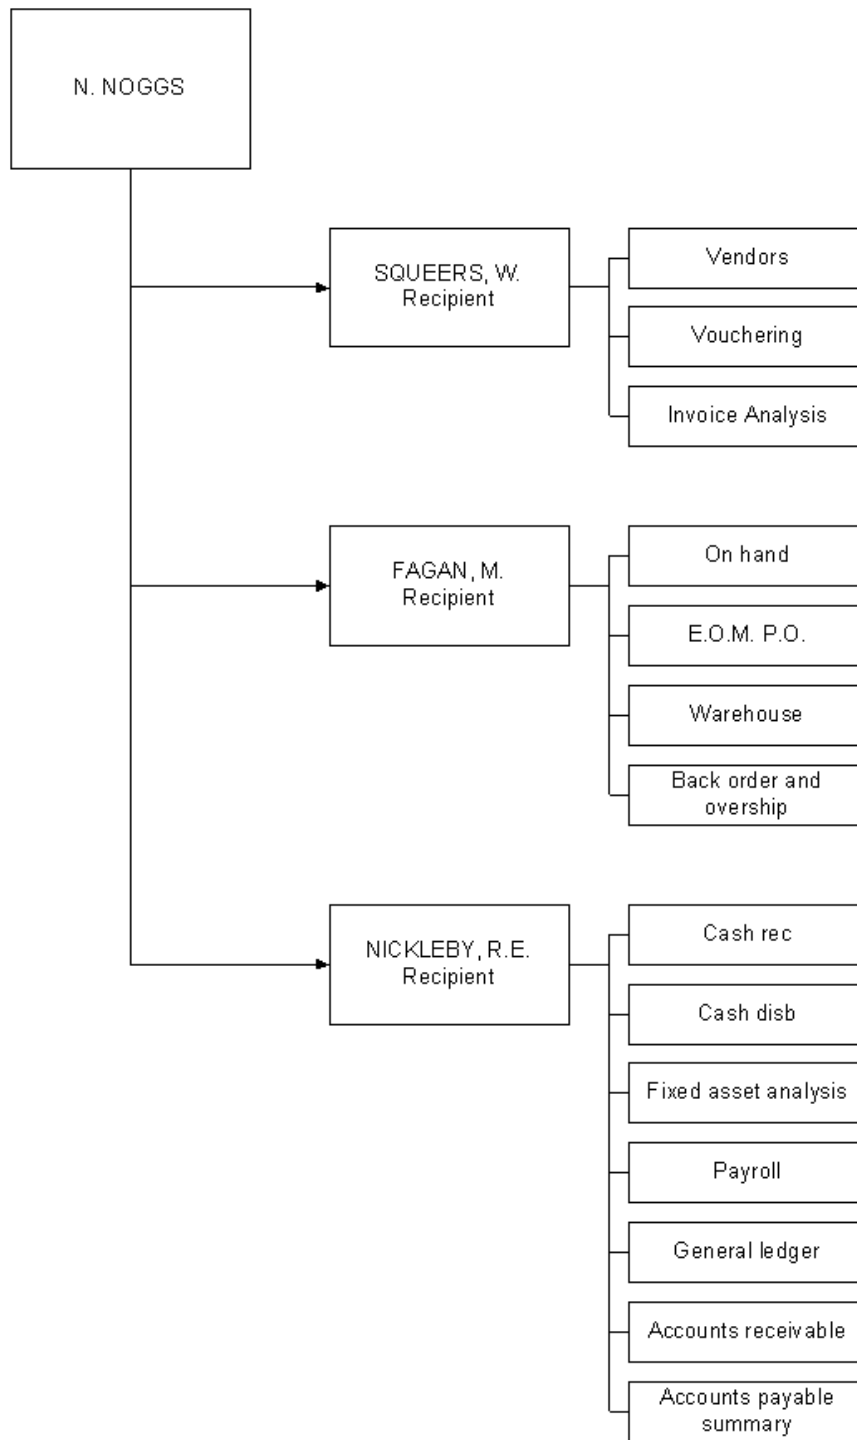 N. NOGGS
SQUEERS, W.
Recipient
Vendors
Vouchering
Invoice Analysis
FAGAN, M.
Recipient
On hand
E.O.M. P.O.
Warehouse
Back order and
overship
NICKLEBY, R.E.
Recipient
Cash rec
Cash disb
Fixed asset analysis
Payroll
General ledger
Accounts receivable
Accounts payable
summary